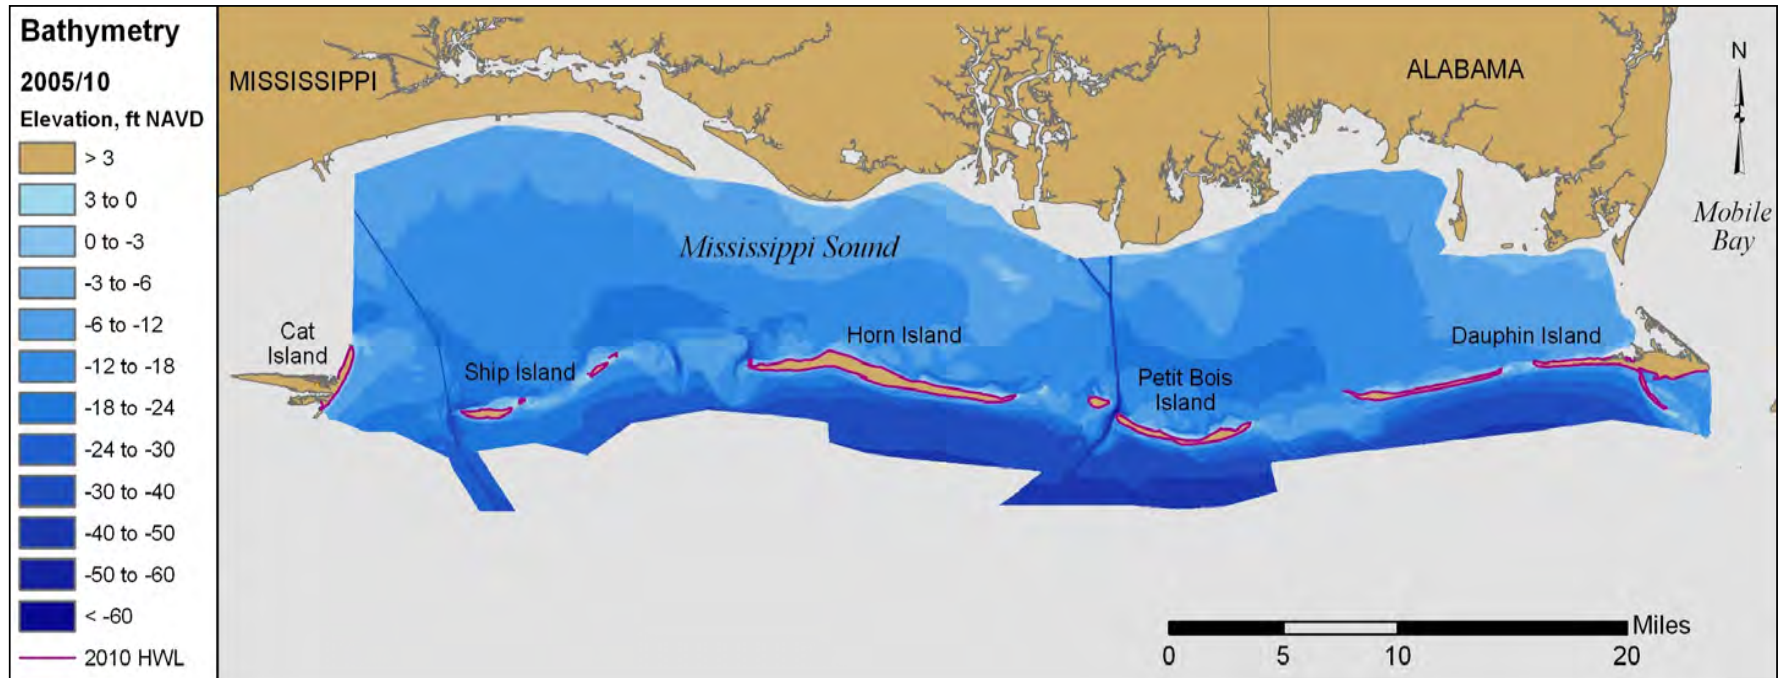 Bathymetry
2005/10
Elevation, ft NAVD
> 3
3 to 0
0 to -3
-3 to -6
-6 to -12
-12 to -18
-18 to -24
-24 to -30
-30 to -40
-40 to -50
-50 to -60
< -60
2010 HWL
MISSISSIPPI
ALABAMA
N
Mobile
Bay
Mississippi Sound
Cat
Island
Ship Island
Horn Island
Petit Bois
Island
Dauphin Island
Miles
0 5 10 20